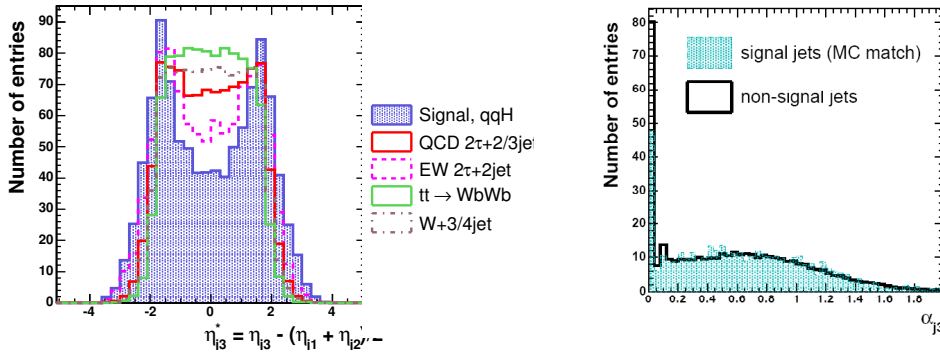 Number of entries
90
80
70
60
50
40
30
20
10
0
-4 -2 0 2 4
η*j3 = ηj3 - (ηj1 + ηj2
Signal, qqH
QCD 2τ+2/3jet
EW 2τ+2jet
tt → WbWb
W+3/4jet
Number of entries
80
70
60
50
40
30
20
10
0
0 0.2 0.4 0.6 0.8 1 1.2 1.4 1.6 1.8
αj3
signal jets (MC match)
non-signal jets